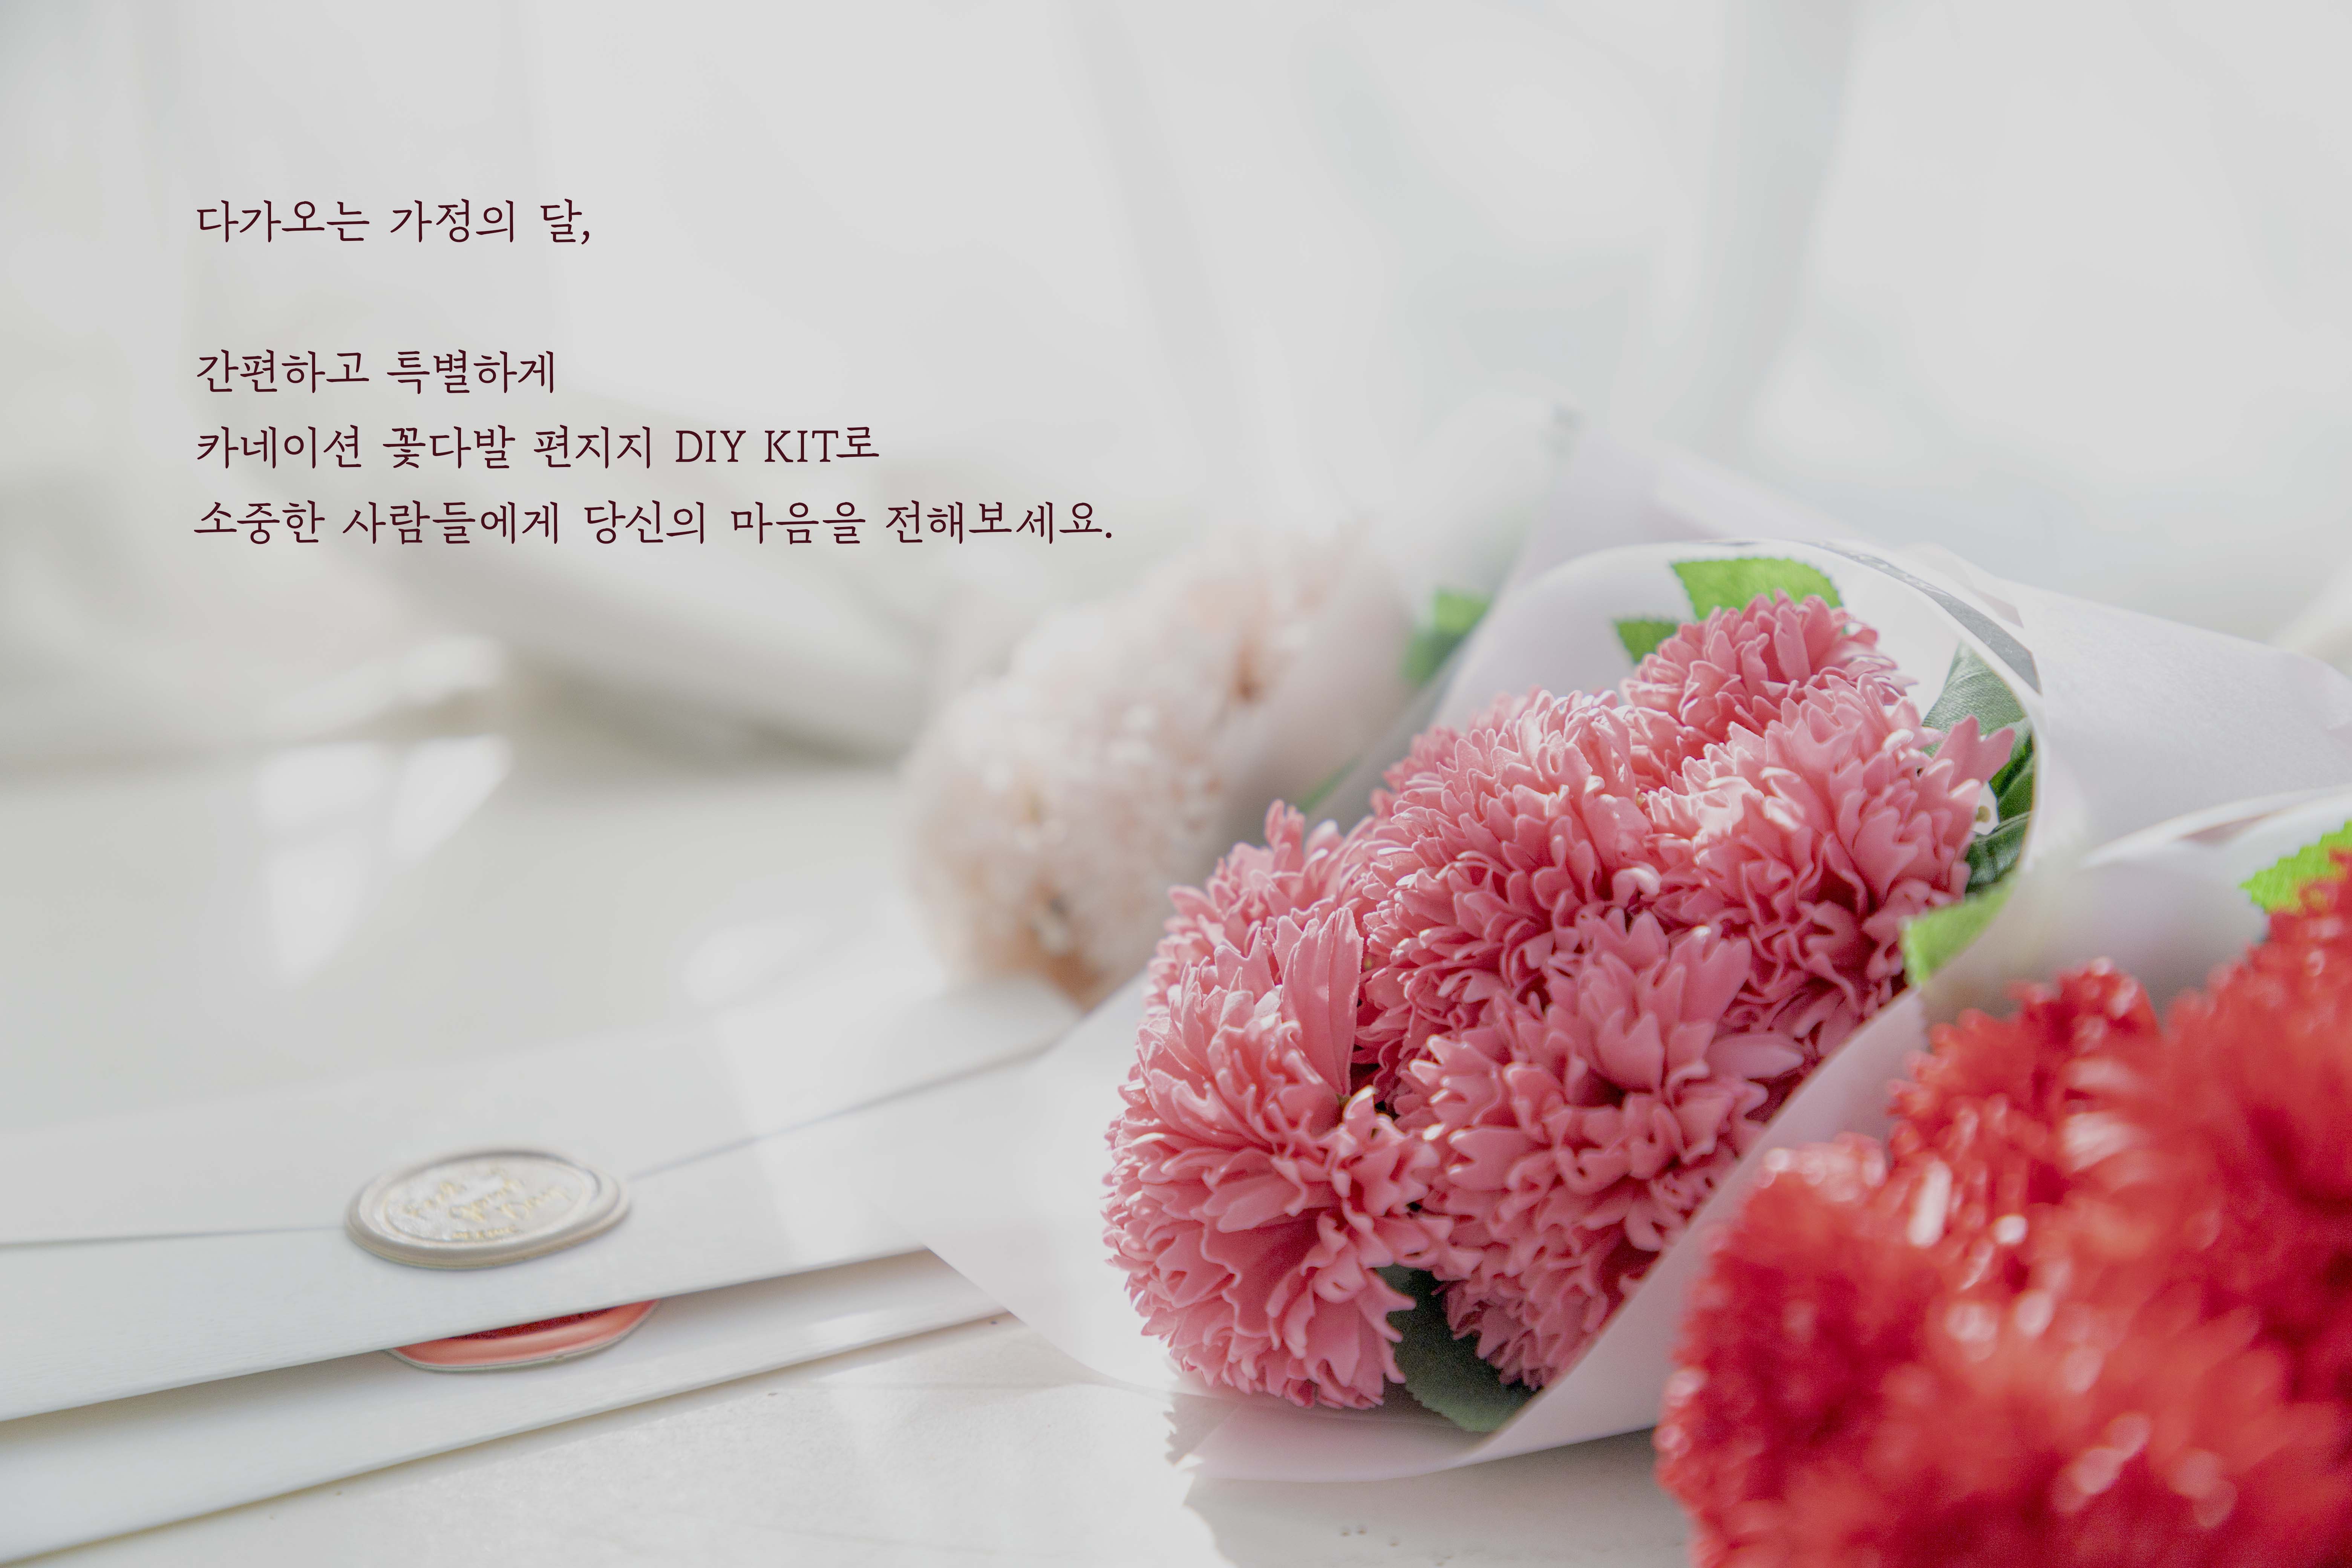 다가오는 가정의 달,
간편하고 특별하게
카네이션 꽃다발 편지지 DIY KIT로
소중한 사람들에게 당신의 마음을 전해보세요.